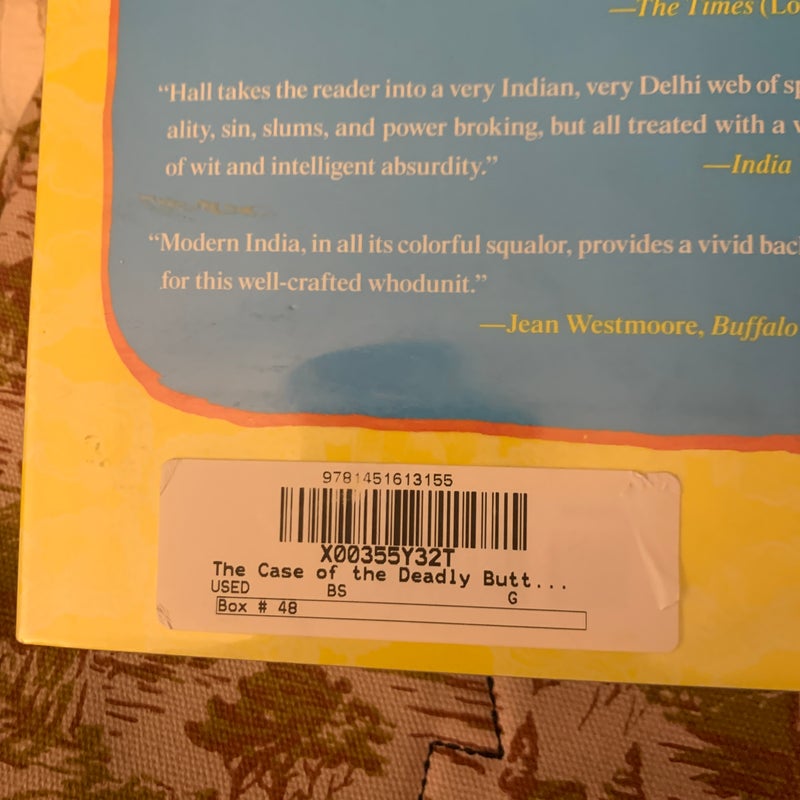 —The Times (Lo
“Hall takes the reader into a very Indian, very Delhi web of sp
ality, sin, slums, and power broking, but all treated with a v
of wit and intelligent absurdity.”
—India
“Modern India, in all its colorful squalor, provides a vivid bac
for this well-crafted whodunit.”
—Jean Westmoore, Buffalo
9781451613155
X00355Y32T
The Case of the Deadly Butt...
USED BS G
Box # 48